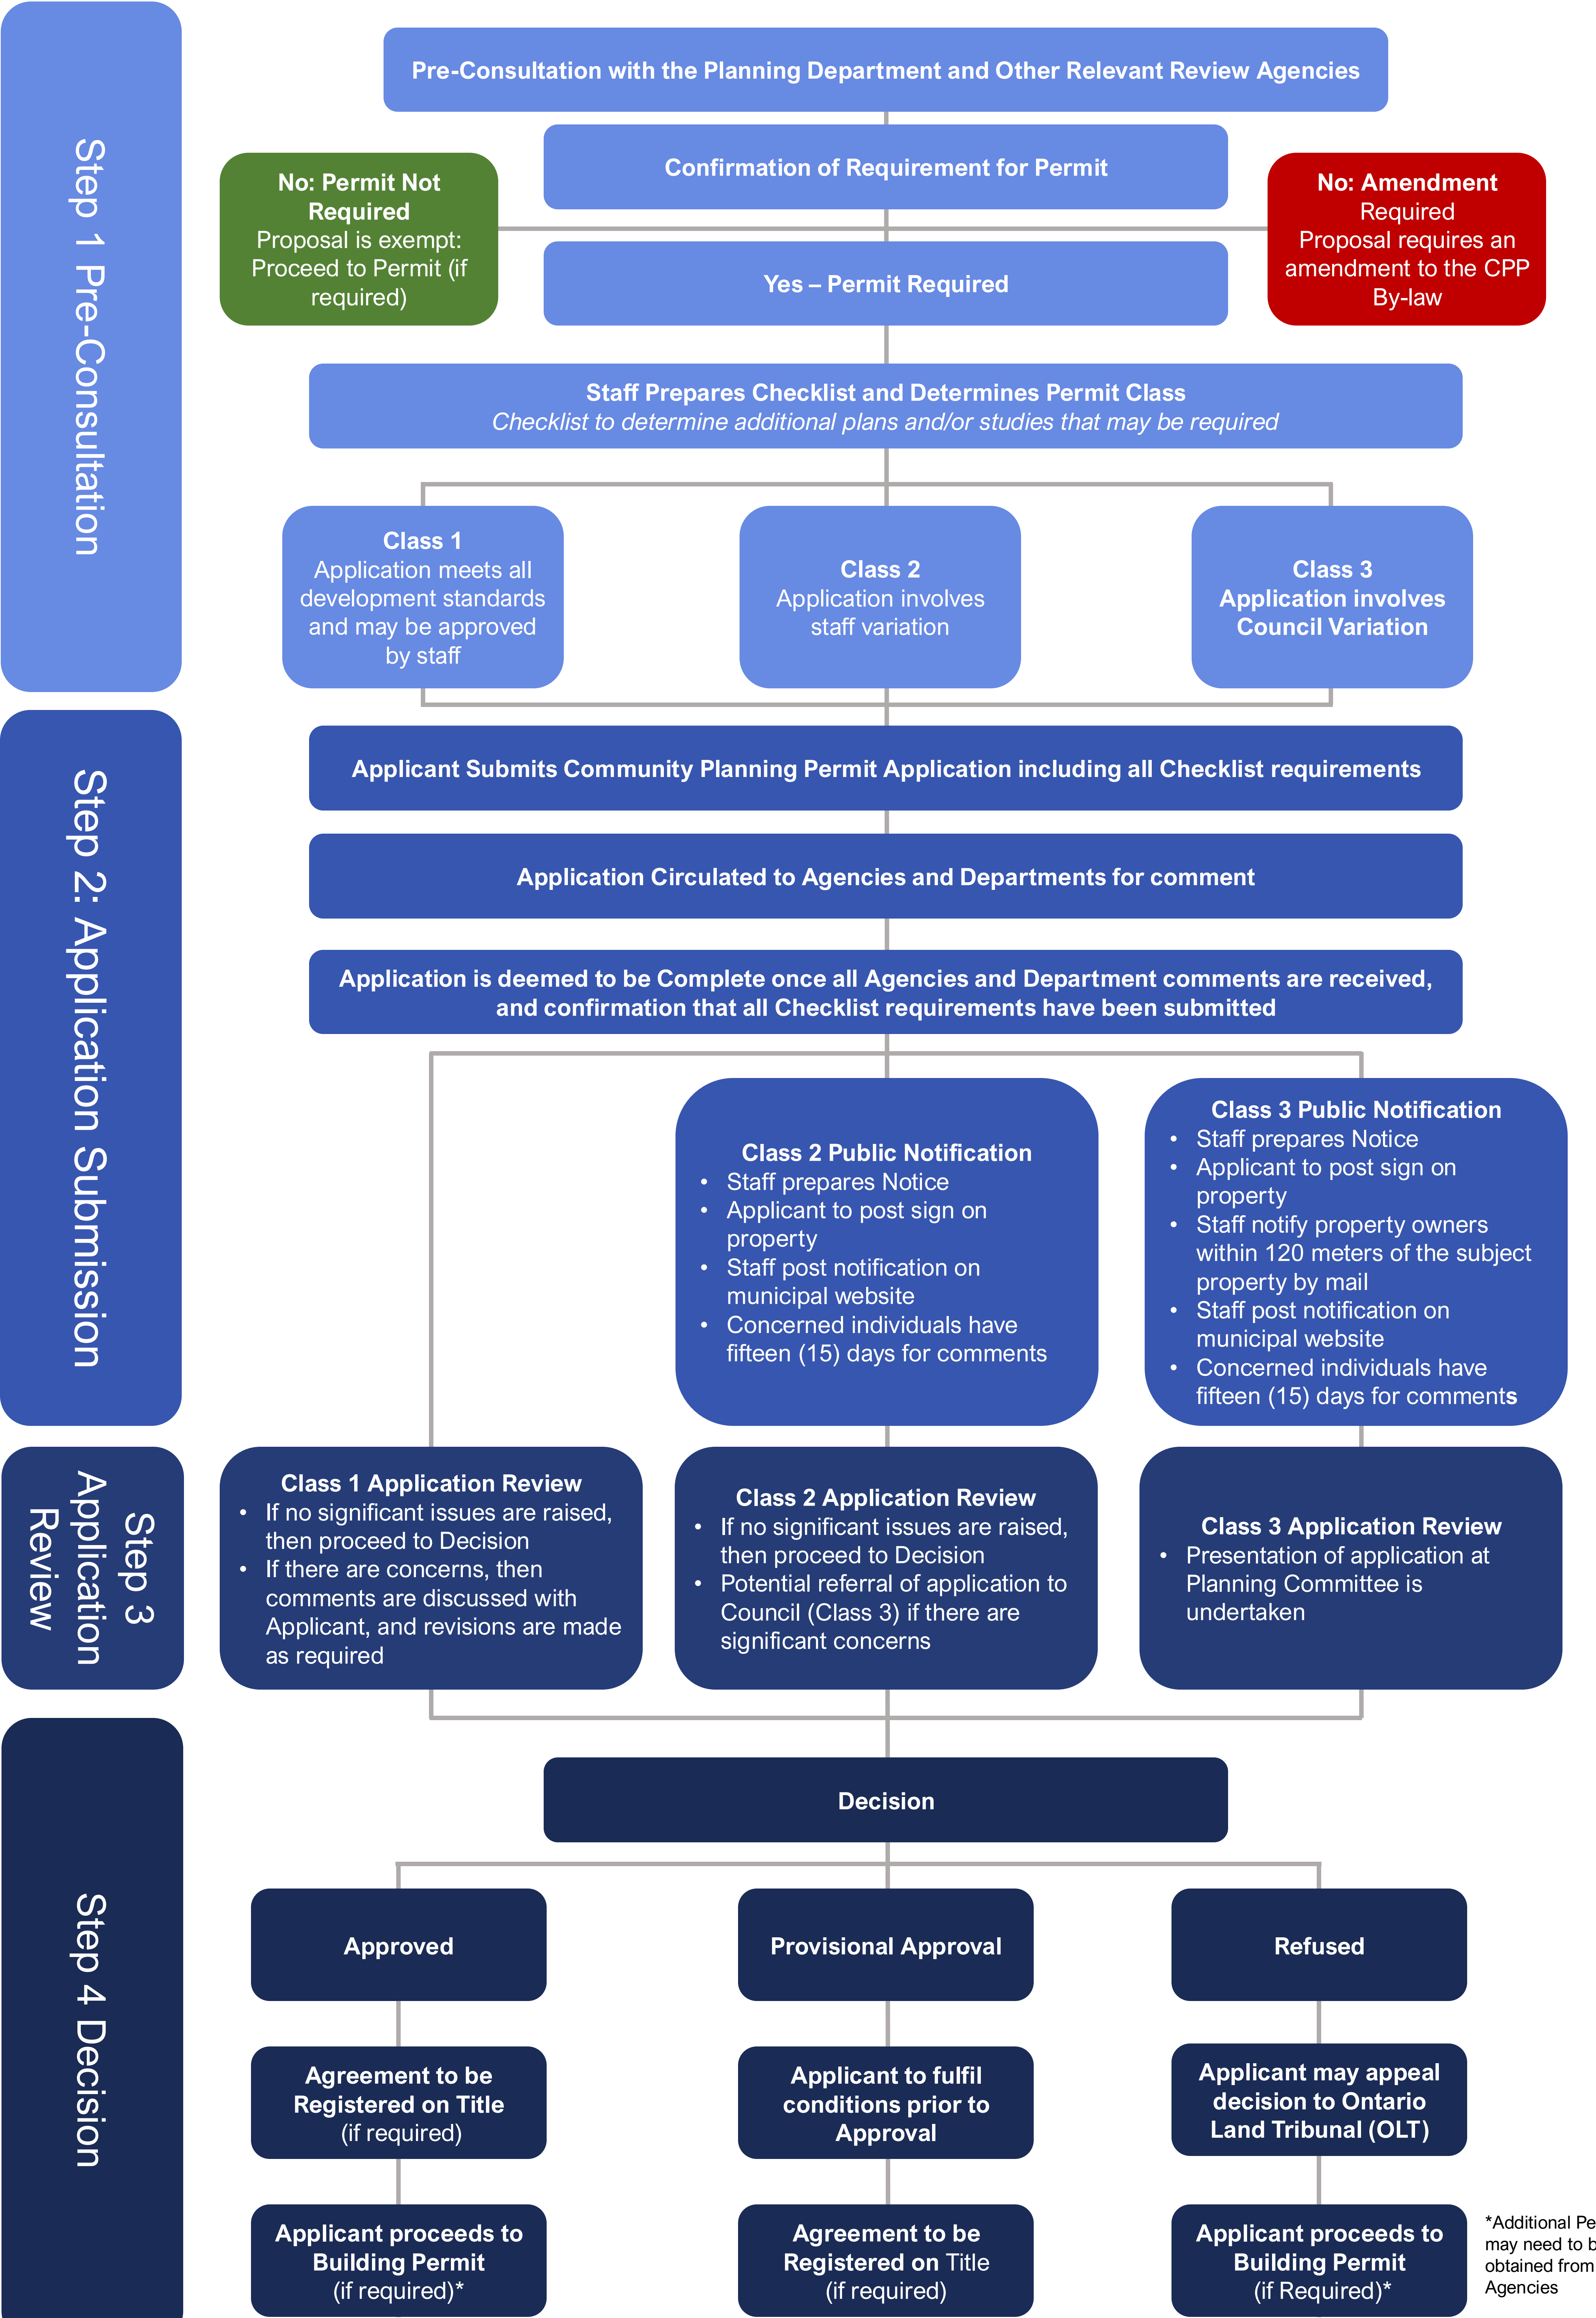 Step 1 Pre-Consultation
Pre-Consultation with the Planning Department and Other Relevant Review Agencies
Confirmation of Requirement for Permit
No: Permit Not
Required
Proposal is exempt:
Proceed to Permit (if
required)
No: Amendment
Required
Proposal requires an
amendment to the CPP
By-law
Yes – Permit Required
Staff Prepares Checklist and Determines Permit Class
Checklist to determine additional plans and/or studies that may be required
Class 1
Application meets all
development standards
and may be approved
by staff
Class 2
Application involves
staff variation
Class 3
Application involves
Council Variation
Step 2: Application Submission
Applicant Submits Community Planning Permit Application including all Checklist requirements
Application Circulated to Agencies and Departments for comment
Application is deemed to be Complete once all Agencies and Department comments are received,
and confirmation that all Checklist requirements have been submitted
Class 2 Public Notification
• Staff prepares Notice
• Applicant to post sign on
property
• Staff post notification on
municipal website
• Concerned individuals have
fifteen (15) days for comments
Class 3 Public Notification
• Staff prepares Notice
• Applicant to post sign on
property
• Staff notify property owners
within 120 meters of the subject
property by mail
• Staff post notification on
municipal website
• Concerned individuals have
fifteen (15) days for comments
Step 3
Application
Review
Class 1 Application Review
• If no significant issues are raised,
then proceed to Decision
• If there are concerns, then
comments are discussed with
Applicant, and revisions are made
as required
Class 2 Application Review
• If no significant issues are raised,
then proceed to Decision
• Potential referral of application to
Council (Class 3) if there are
significant concerns
Class 3 Application Review
• Presentation of application at
Planning Committee is
undertaken
Step 4 Decision
Decision
Approved
Provisional Approval
Refused
Agreement to be
Registered on Title
(if required)
Applicant to fulfil
conditions prior to
Approval
Applicant may appeal
decision to Ontario
Land Tribunal (OLT)
Applicant proceeds to
Building Permit
(if required)*
Agreement to be
Registered on Title
(if required)
Applicant proceeds to
Building Permit
(if Required)*
*Additional
may need to
obtained from
Agencies